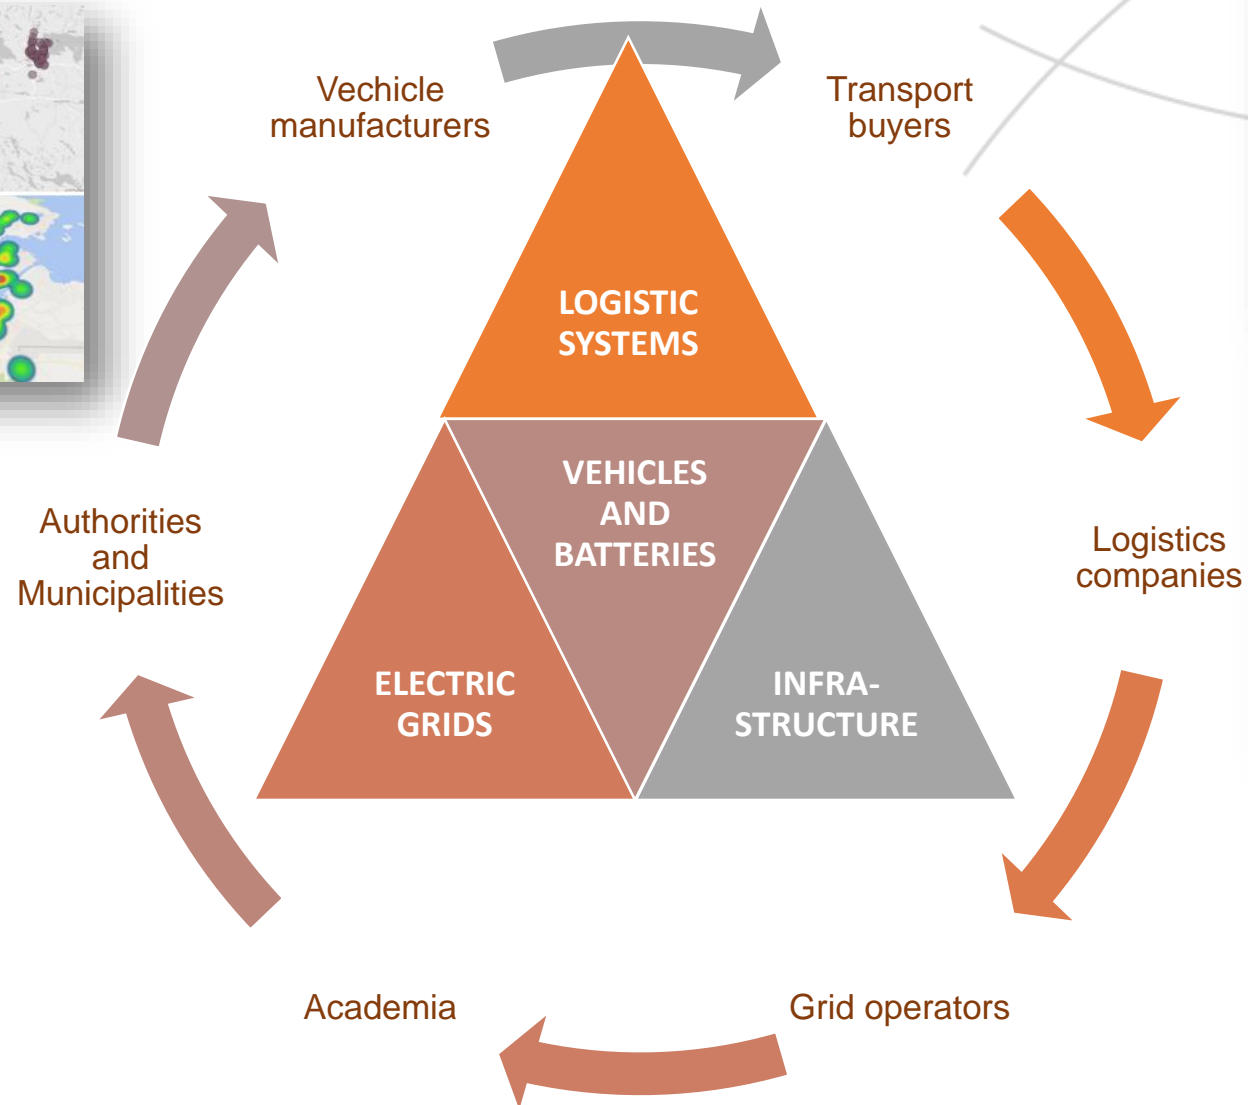 Vechicle
manufacturers
Transport
buyers
LOGISTIC
SYSTEMS
VEHICLES
AND
BATTERIES
Authorities
and
Municipalities
Logistics
companies
ELECTRIC
GRIDS
INFRA-
STRUCTURE
Academia
Grid operators